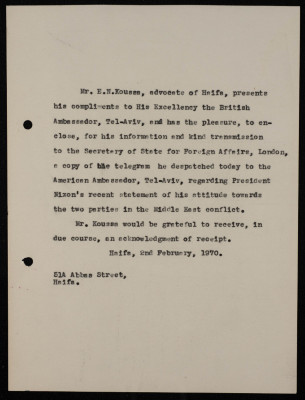 Mr. E.N.Koussa, advocate of Haifa, presents
his compliments to His Excellency the British
Ambassador, Tel-Aviv, and has the pleasure, to en-
close, for his information and kind transmission
to the Secretary of State for Foreign Affairs, London,
a copy of the telegram he despatched today to the
American Ambassador, Tel-Aviv, regarding President
Nixon's recent statement of his attitude towards
the two parties in the Middle East conflict.
Mr. Koussa would be grateful to receive, in
due course, an acknowledgment of receipt.
Haifa, 2nd February, 1970.
51A Abbas Street,
Haifa.